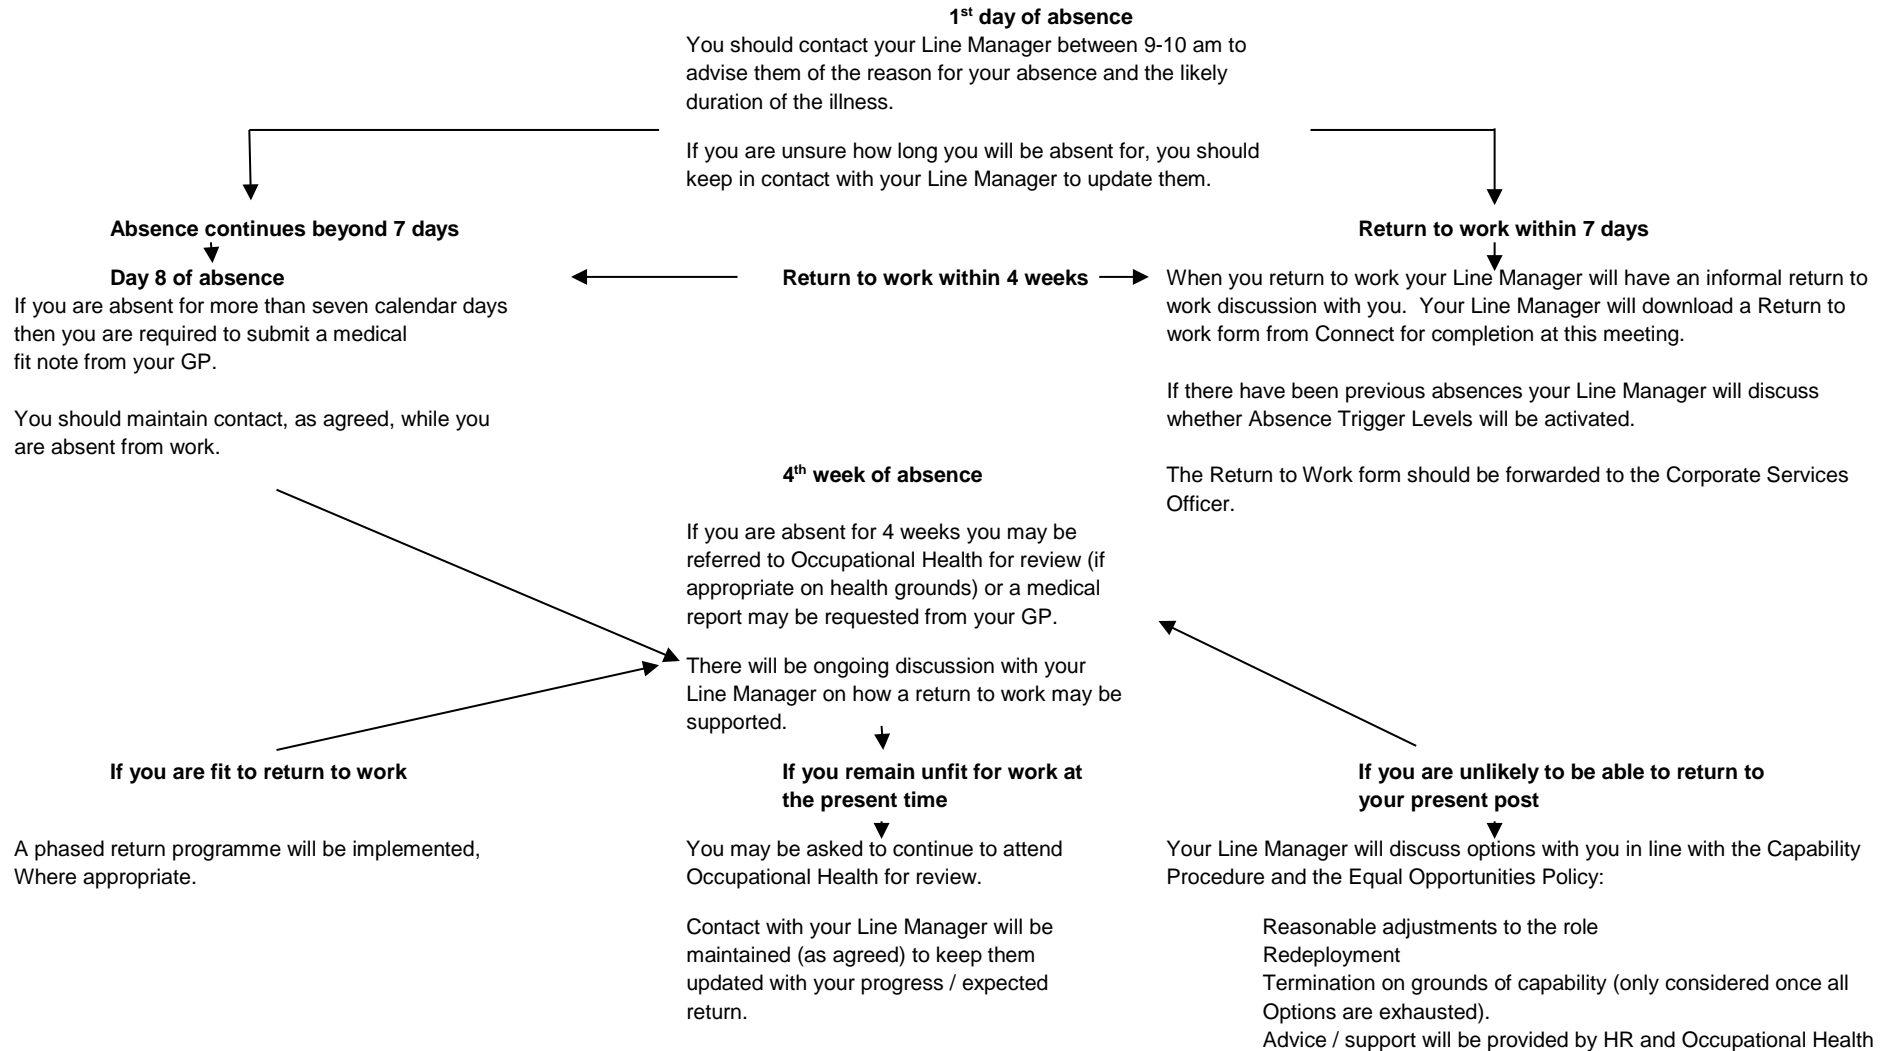 1st day of absence
You should contact your Line Manager between 9-10 am to
advise them of the reason for your absence and the likely
duration of the illness.
If you are unsure how long you will be absent for, you should
keep in contact with your Line Manager to update them.
Absence continues beyond 7 days
Day 8 of absence
If you are absent for more than seven calendar days
then you are required to submit a medical
fit note from your GP.
You should maintain contact, as agreed, while you
are absent from work.
Return to work within 4 weeks
Return to work within 7 days
When you return to work your Line Manager will have an informal return to
work discussion with you.  Your Line Manager will download a Return to
work form from Connect for completion at this meeting.
If there have been previous absences your Line Manager will discuss
whether Absence Trigger Levels will be activated.
The Return to Work form should be forwarded to the Corporate Services
Officer.
4th week of absence
If you are absent for 4 weeks you may be
referred to Occupational Health for review (if
appropriate on health grounds) or a medical
report may be requested from your GP.
There will be ongoing discussion with your
Line Manager on how a return to work may be
supported.
If you are fit to return to work
A phased return programme will be implemented,
Where appropriate.
If you remain unfit for work at
the present time
You may be asked to continue to attend
Occupational Health for review.
Contact with your Line Manager will be
maintained (as agreed) to keep them
updated with your progress / expected
return.
If you are unlikely to be able to return to
your present post
Your Line Manager will discuss options with you in line with the Capability
Procedure and the Equal Opportunities Policy:
Reasonable adjustments to the role
Redeployment
Termination on grounds of capability (only considered once all
Options are exhausted).
Advice / support will be provided by HR and Occupational Health